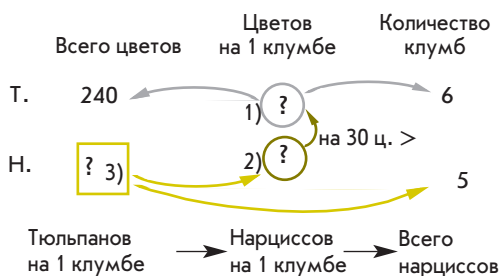 Всего цветов
Цветов
на 1 клумбе
Количество
клумб
Т. 240 1) ? 6
на 30 ц. >
Н. ? 3) 2) ? 5
Тюльпанов
на 1 клумбе
Нарциссов
на 1 клумбе
Всего
нарциссов